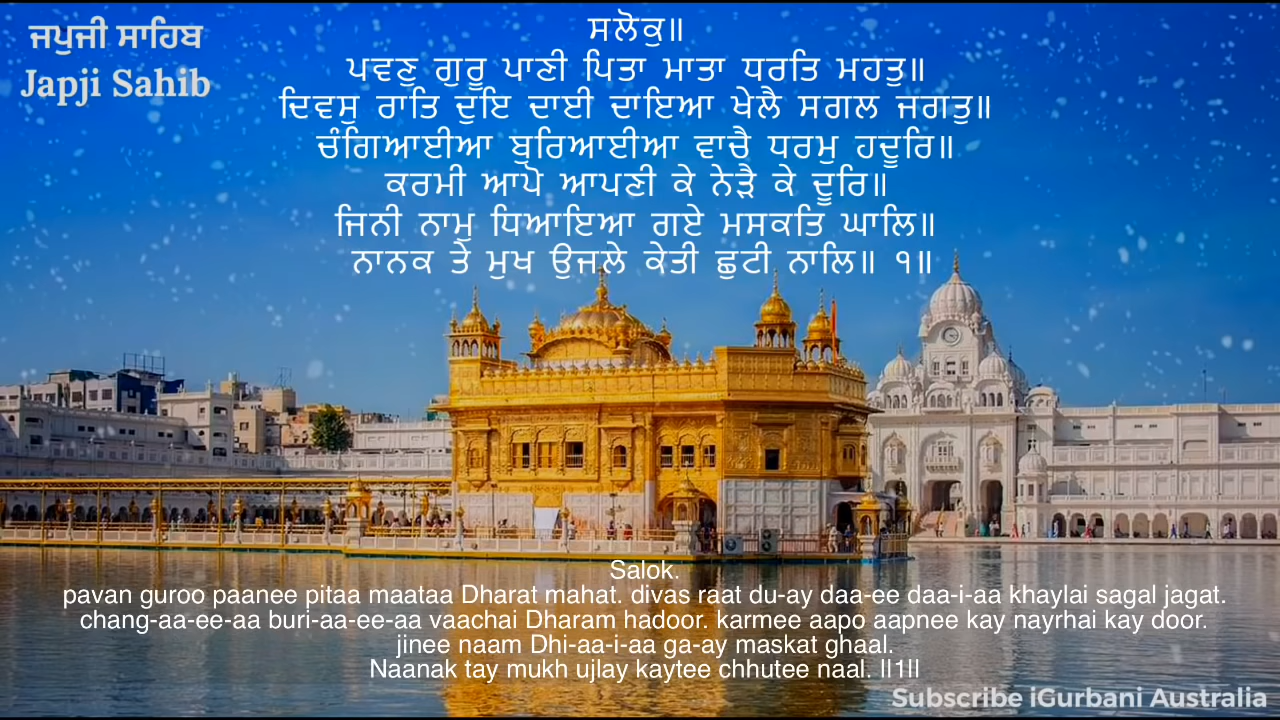 ਜਪੁਜੀ ਸਾਹਿਬ
Japji Sahib
ਸਲੋਕੁ॥
ਪਵਣੁ ਗੁਰੂ ਪਾਣੀ ਪਿਤਾ ਮਾਤਾ ਧਰਤਿ ਮਹਤੁ॥
ਦਿਵਸੁ ਰਾਤਿ ਦੁਇ ਦਾਈ ਦਾਇਆ ਖੇਲੈ ਸਗਲ ਜਗਤੁ॥
ਚੰਗਿਆਈਆ ਬੁਰਿਆਈਆ ਵਾਚੈ ਧਰਮੁ ਹਦੂਰਿ॥
ਕਰਮੀ ਆਪੋ ਆਪਣੀ ਕੇ ਨੇੜੈ ਕੇ ਦੂਰਿ॥
ਜਿਨੀ ਨਾਮੁ ਧਿਆਇਆ ਗਏ ਮਸਕਤਿ ਘਾਲਿ॥
ਨਾਨਕ ਤੇ ਮੁਖ ਉਜਲੇ ਕੇਤੀ ਛੁਟੀ ਨਾਲਿ॥ ੧॥
Salok.
pavan guroo paanee pitaa maataa Dharat mahat. divas raat du-ay daa-ee daa-i-aa khaylai sagal jagat.
chang-aa-ee-aa buri-aa-ee-aa vaachai Dharam hadoor. karmee aapo aapnee kay nayrhai kay door.
jinee naam Dhi-aa-i-aa ga-ay maskat ghaal.
Naanak tay mukh ujlay kaytee chhutee naal. ||1||
Subscribe iGurbani Australia